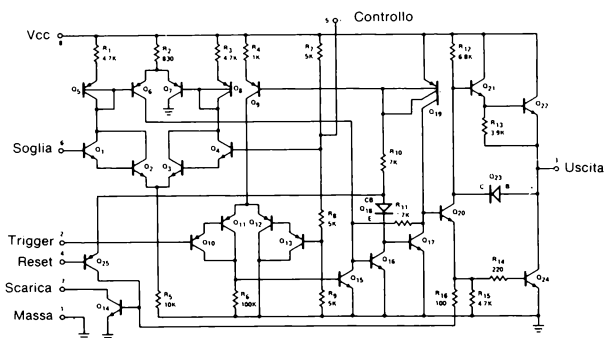 Controllo
5
Vcc
8
R1
4.7K
R2
830
R3
4.7K
R4
1K
R7
5K
R12
6.8K
Q5
Q6
Q7
Q8
Q9
Q19
Q21
Q22
R13
3.9K
Soglia
6
Q1
Q2
Q3
Q4
R10
7K
Q23
C
B
Uscita
CB
Q18
E
R11
Q20
R8
5K
Q11
Q12
Trigger
2
Q10
Q13
Q17
Reset
4
Q25
Q15
Q16
R14
220
Q24
Scarica
7
Q14
R5
10K
R6
100K
R9
5K
R16
100
R15
4.7K
Massa
1